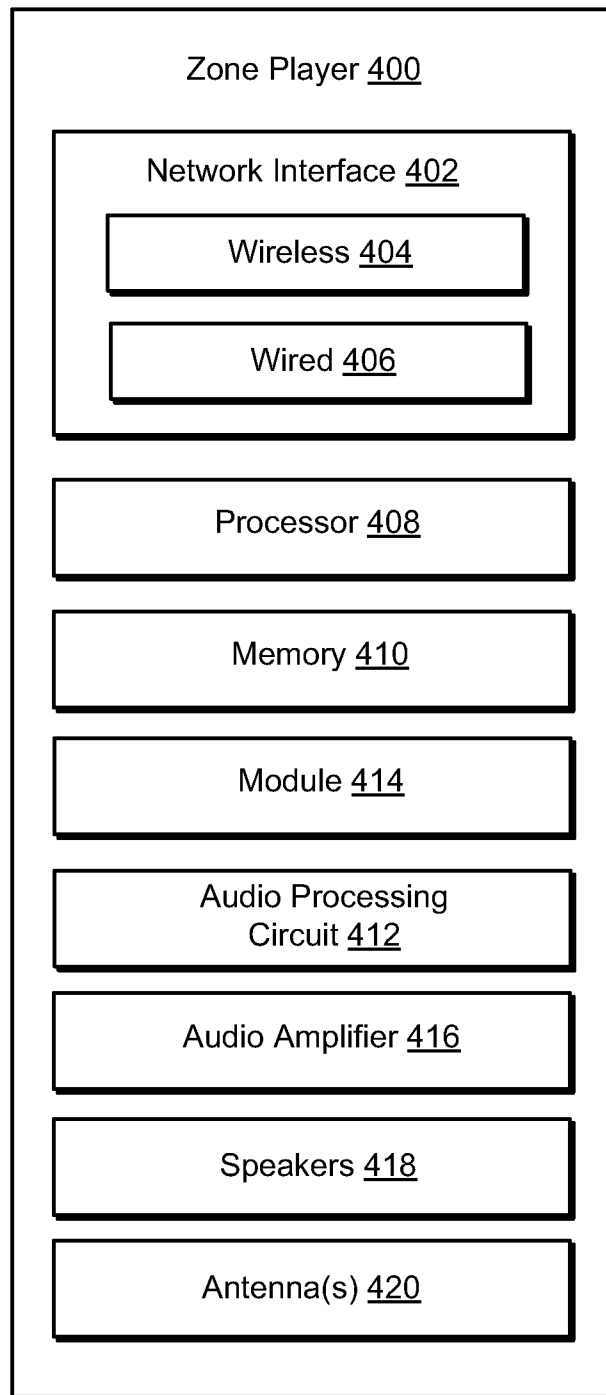 Zone Player 400
Network Interface 402
Wireless 404
Wired 406
Processor 408
Memory 410
Module 414
Audio Processing
Circuit 412
Audio Amplifier 416
Speakers 418
Antenna(s) 420